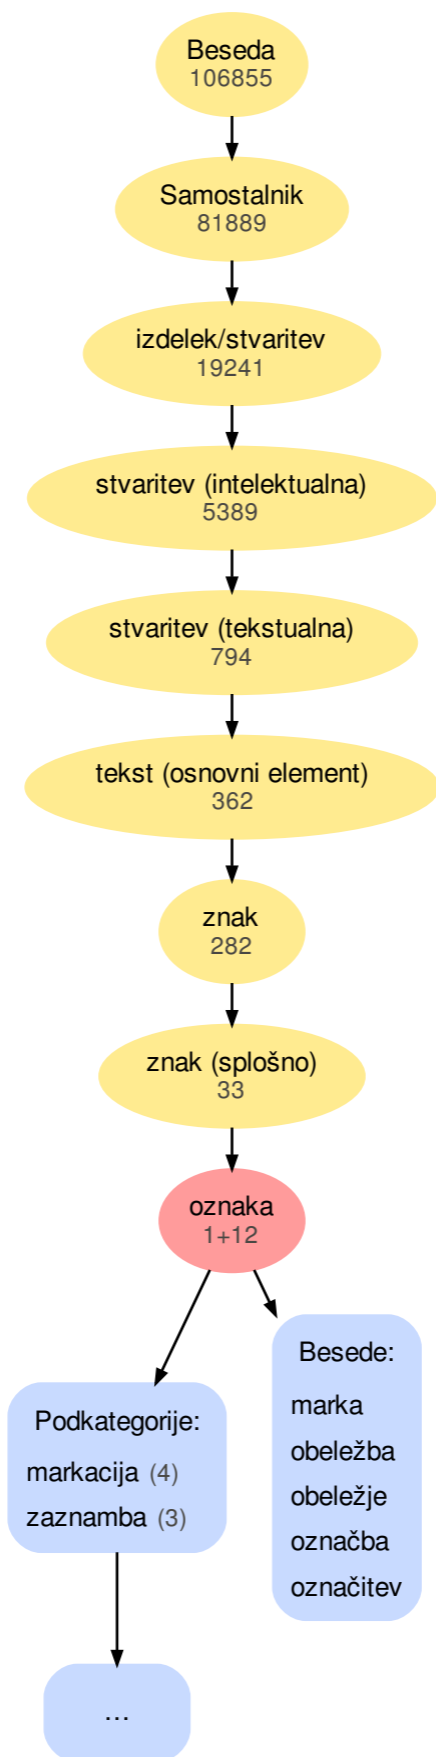 Beseda
106855
Samostalnik
81889
izdelek/stvaritev
19241
stvaritev (intelektualna)
5389
stvaritev (tekstualna)
794
tekst (osnovni element)
362
znak
282
znak (splošno)
33
oznaka
1+12
Podkategorije:
markacija (4)
zaznamba (3)
...
Besede:
marka
obeležba
obeležje
označba
označitev